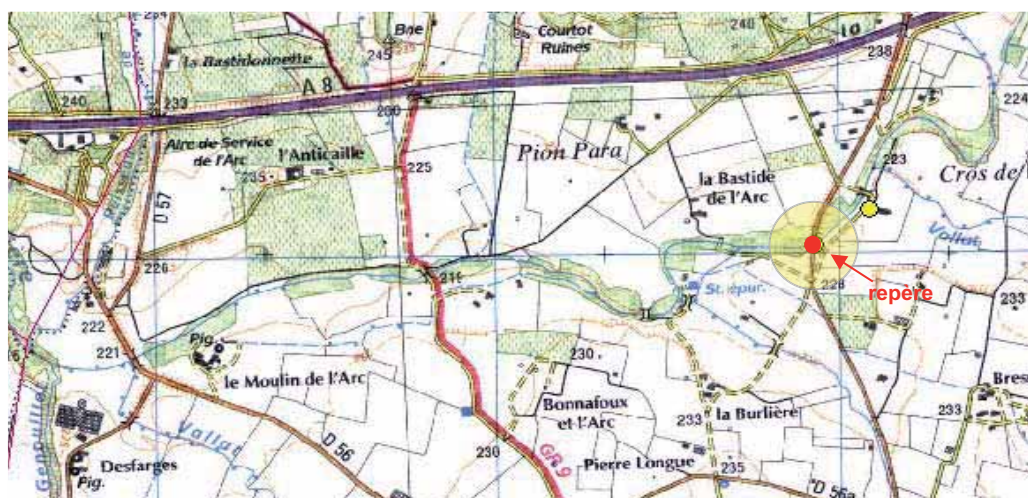 234
Bne
245
Courtot
Ruines
240
10
238
la Bastidonnette
A 8
224
240
233
230
Aire de Service
de l'Arc
l'Anticaille
235
225
Pion Para
223
Cros de
la Bastide
de l'Arc
D 57
Vallat
226
216
St. épur.
228
repère
233
222
221
Pig.
le Moulin de l'Arc
230
Bonnafoux
et l'Arc
la Burlière
233
233
Bres
Vallat
D 56
230
GR 9
Pierre Longue
235
D 56a
Desfarges
Pig.